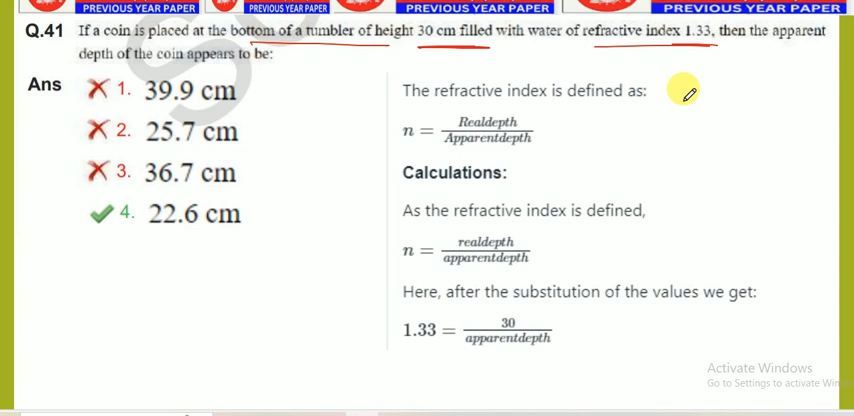 PREVIOUS YEAR PAPER PREVIOUS YEAR PAPER PREVIOUS YEAR PAPER PREVIOUS YEAR PAPER
Q.41 If a coin is placed at the bottom of a tumbler of height 30 cm filled with water of refractive index 1.33, then the apparent
depth of the coin appears to be:
Ans
1. 39.9 cm
2. 25.7 cm
3. 36.7 cm
4. 22.6 cm
The refractive index is defined as:
n = Realdepth / Apparentdepth
Calculations:
As the refractive index is defined,
n = realdepth / apparentdepth
Here, after the substitution of the values we get:
1.33 = 30 / apparentdepth
Activate Windows
Go to Settings to activate Win